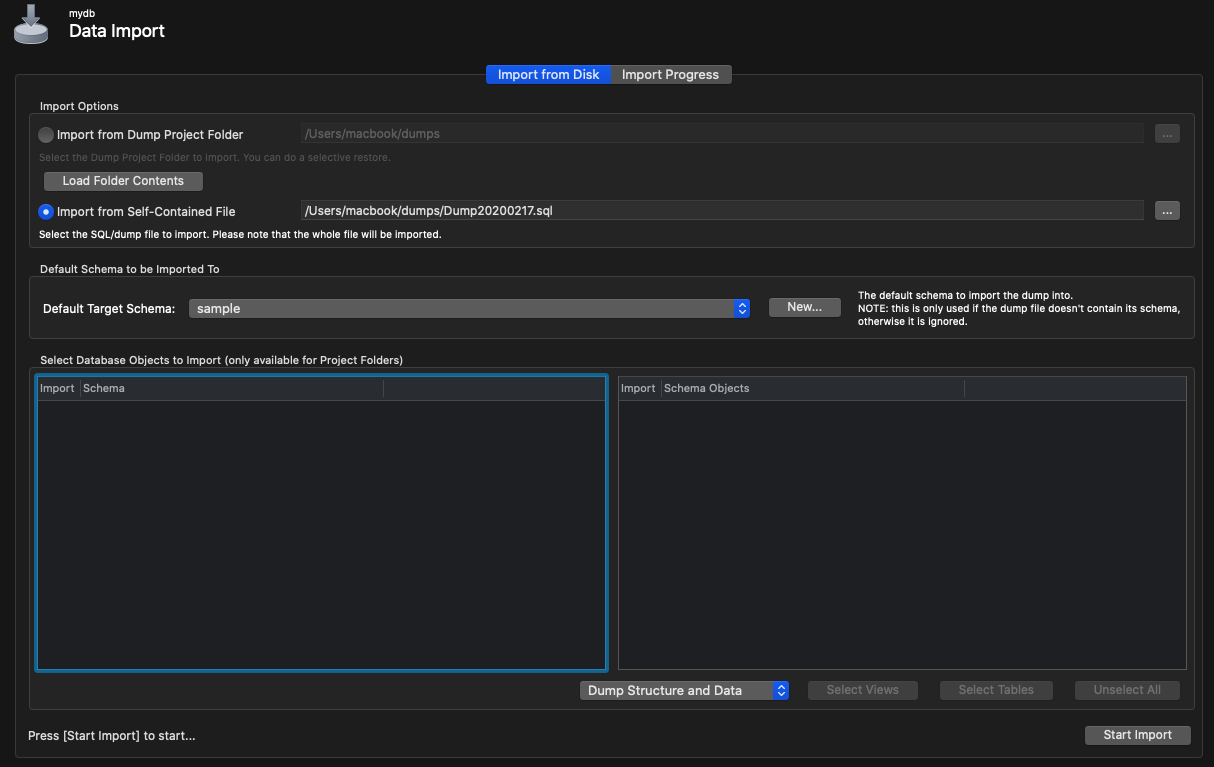 mydb
Data Import
Import from Disk Import Progress
Import Options
Import from Dump Project Folder /Users/macbook/dumps ...
Select the Dump Project Folder to import. You can do a selective restore.
Load Folder Contents
Import from Self-Contained File /Users/macbook/dumps/Dump20200217.sql ...
Select the SQL/dump file to import. Please note that the whole file will be imported.
Default Schema to be Imported To
Default Target Schema: sample New...
The default schema to import the dump into.
NOTE: this is only used if the dump file doesn't contain its schema,
otherwise it is ignored.
Select Database Objects to Import (only available for Project Folders)
Import Schema Import Schema Objects
Dump Structure and Data Select Views Select Tables Unselect All
Press [Start Import] to start... Start Import